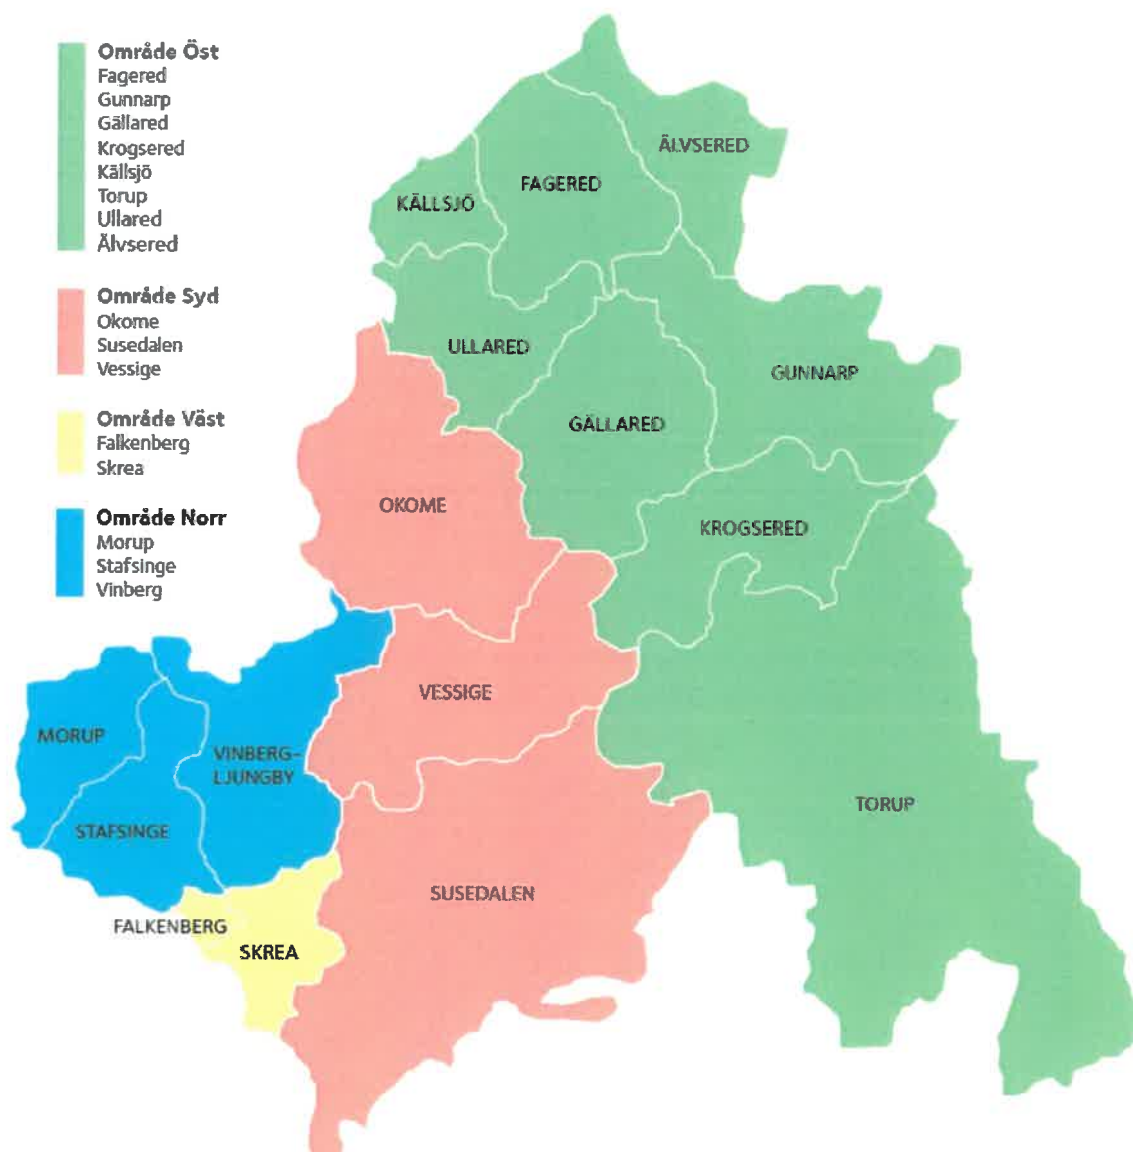 Område Öst
Fagered
Gunnarp
Gällared
Krogsered
Källsjö
Torup
Ullared
Älvsered
Område Syd
Okome
Susedalen
Vessige
Område Väst
Falkenberg
Skrea
Område Norr
Morup
Stafsinge
Vinberg
ÄLVSERED
FAGERED
KÄLLSJÖ
ULLARED
GUNNARP
GÄLLARED
OKOME
KROGSERED
VESSIGE
MORUP
VINBERG-
LJUNGBY
STAFSINGE
TORUP
SUSEDALEN
FALKENBERG
SKREA